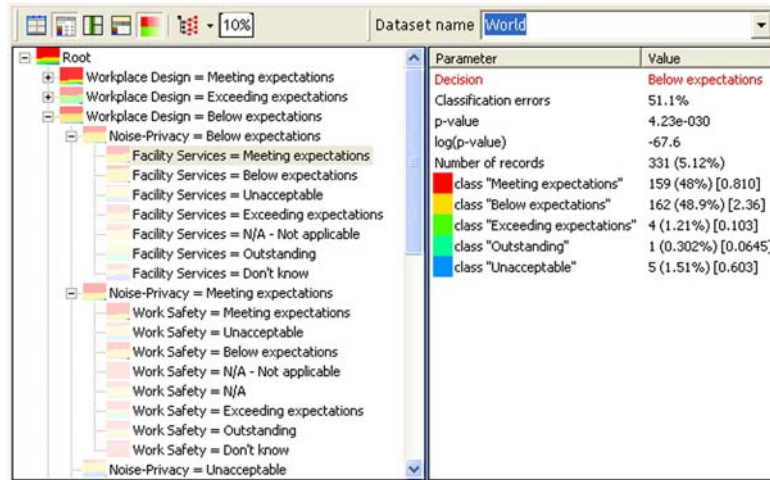 10%
Dataset name World
Root
Workplace Design = Meeting expectations
Workplace Design = Exceeding expectations
Workplace Design = Below expectations
Noise-Privacy = Below expectations
Facility Services = Meeting expectations
Facility Services = Below expectations
Facility Services = Unacceptable
Facility Services = Exceeding expectations
Facility Services = N/A - Not applicable
Facility Services = Outstanding
Facility Services = Don't know
Noise-Privacy = Meeting expectations
Work Safety = Meeting expectations
Work Safety = Unacceptable
Work Safety = Below expectations
Work Safety = N/A - Not applicable
Work Safety = N/A
Work Safety = Exceeding expectations
Work Safety = Outstanding
Work Safety = Don't know
Noise-Privacy = Unacceptable
Parameter Value
Decision Below expectations
Classification errors 51.1%
p-value 4.23e-030
log(p-value) -67.6
Number of records 331 (5.12%)
class "Meeting expectations" 159 (48%) [0.810]
class "Below expectations" 162 (48.9%) [2.36]
class "Exceeding expectations" 4 (1.21%) [0.103]
class "Outstanding" 1 (0.302%) [0.0645]
class "Unacceptable" 5 (1.51%) [0.603]